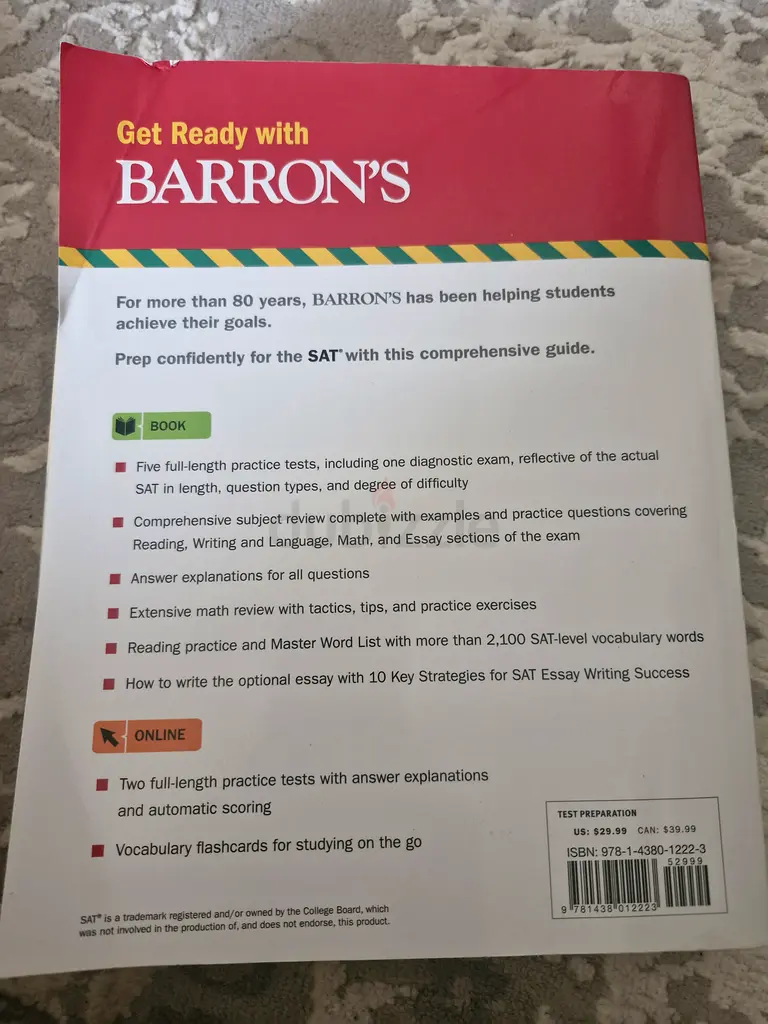 Get Ready with
BARRON'S
For more than 80 years, BARRON'S has been helping students
achieve their goals.
Prep confidently for the SAT® with this comprehensive guide.
BOOK
Five full-length practice tests, including one diagnostic exam, reflective of the actual
SAT in length, question types, and degree of difficulty
Comprehensive subject review complete with examples and practice questions covering
Reading, Writing and Language, Math, and Essay sections of the exam
Answer explanations for all questions
Extensive math review with tactics, tips, and practice exercises
Reading practice and Master Word List with more than 2,100 SAT-level vocabulary words
How to write the optional essay with 10 Key Strategies for SAT Essay Writing Success
ONLINE
Two full-length practice tests with answer explanations
and automatic scoring
Vocabulary flashcards for studying on the go
SAT® is a trademark registered and/or owned by the College Board, which
was not involved in the production of, and does not endorse, this product.
TEST PREPARATION
US: $29.99 CAN: $39.99
ISBN: 978-1-4380-1222-3
52999
9 781438 012223
dubizzle